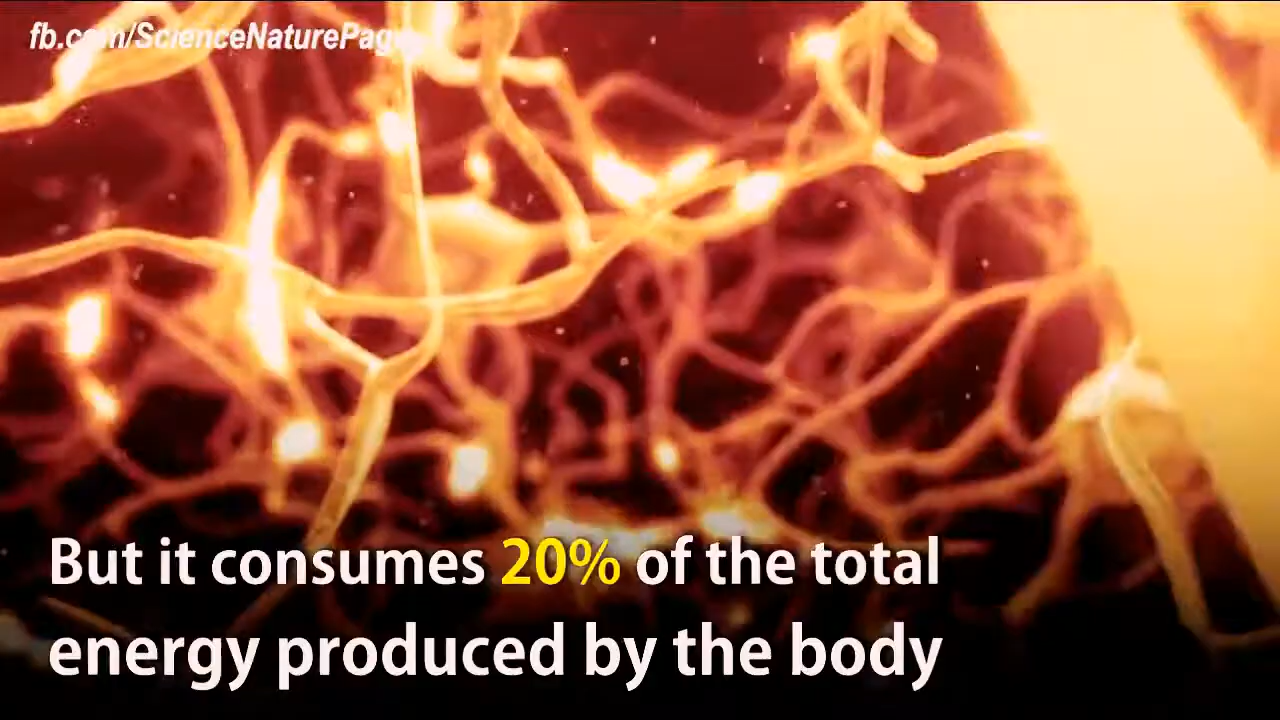 fb.com/ScienceNaturePage
But it consumes 20% of the total
energy produced by the body